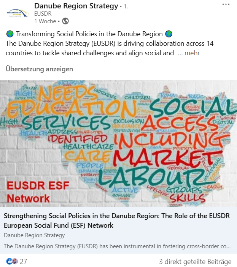 Danube Region Strategy · 1.
EUSDR
1 Woche ·
Transforming Social Policies in the Danube Region
The Danube Region Strategy (EUSDR) is driving collaboration across 14
countries to tackle shared challenges and align social and ... mehr
Übersetzung anzeigen
NEEDS
EDUCATION
SOCIAL
HIGH SERVICES
EXCLUSION
ACCESS
IDENTIFIED
INCLUDING
HEALTHCARE
CARE
MARKET
PEOPLE
LABOUR
GROUPS
SKILLS
EUSDR ESF
Network
Strengthening Social Policies in the Danube Region: The Role of the EUSDR
European Social Fund (ESF) Network
Danube Region Strategy
The Danube Region Strategy (EUSDR) has been instrumental in fostering cross-border co...
27
3 direkt geteilte Beiträge